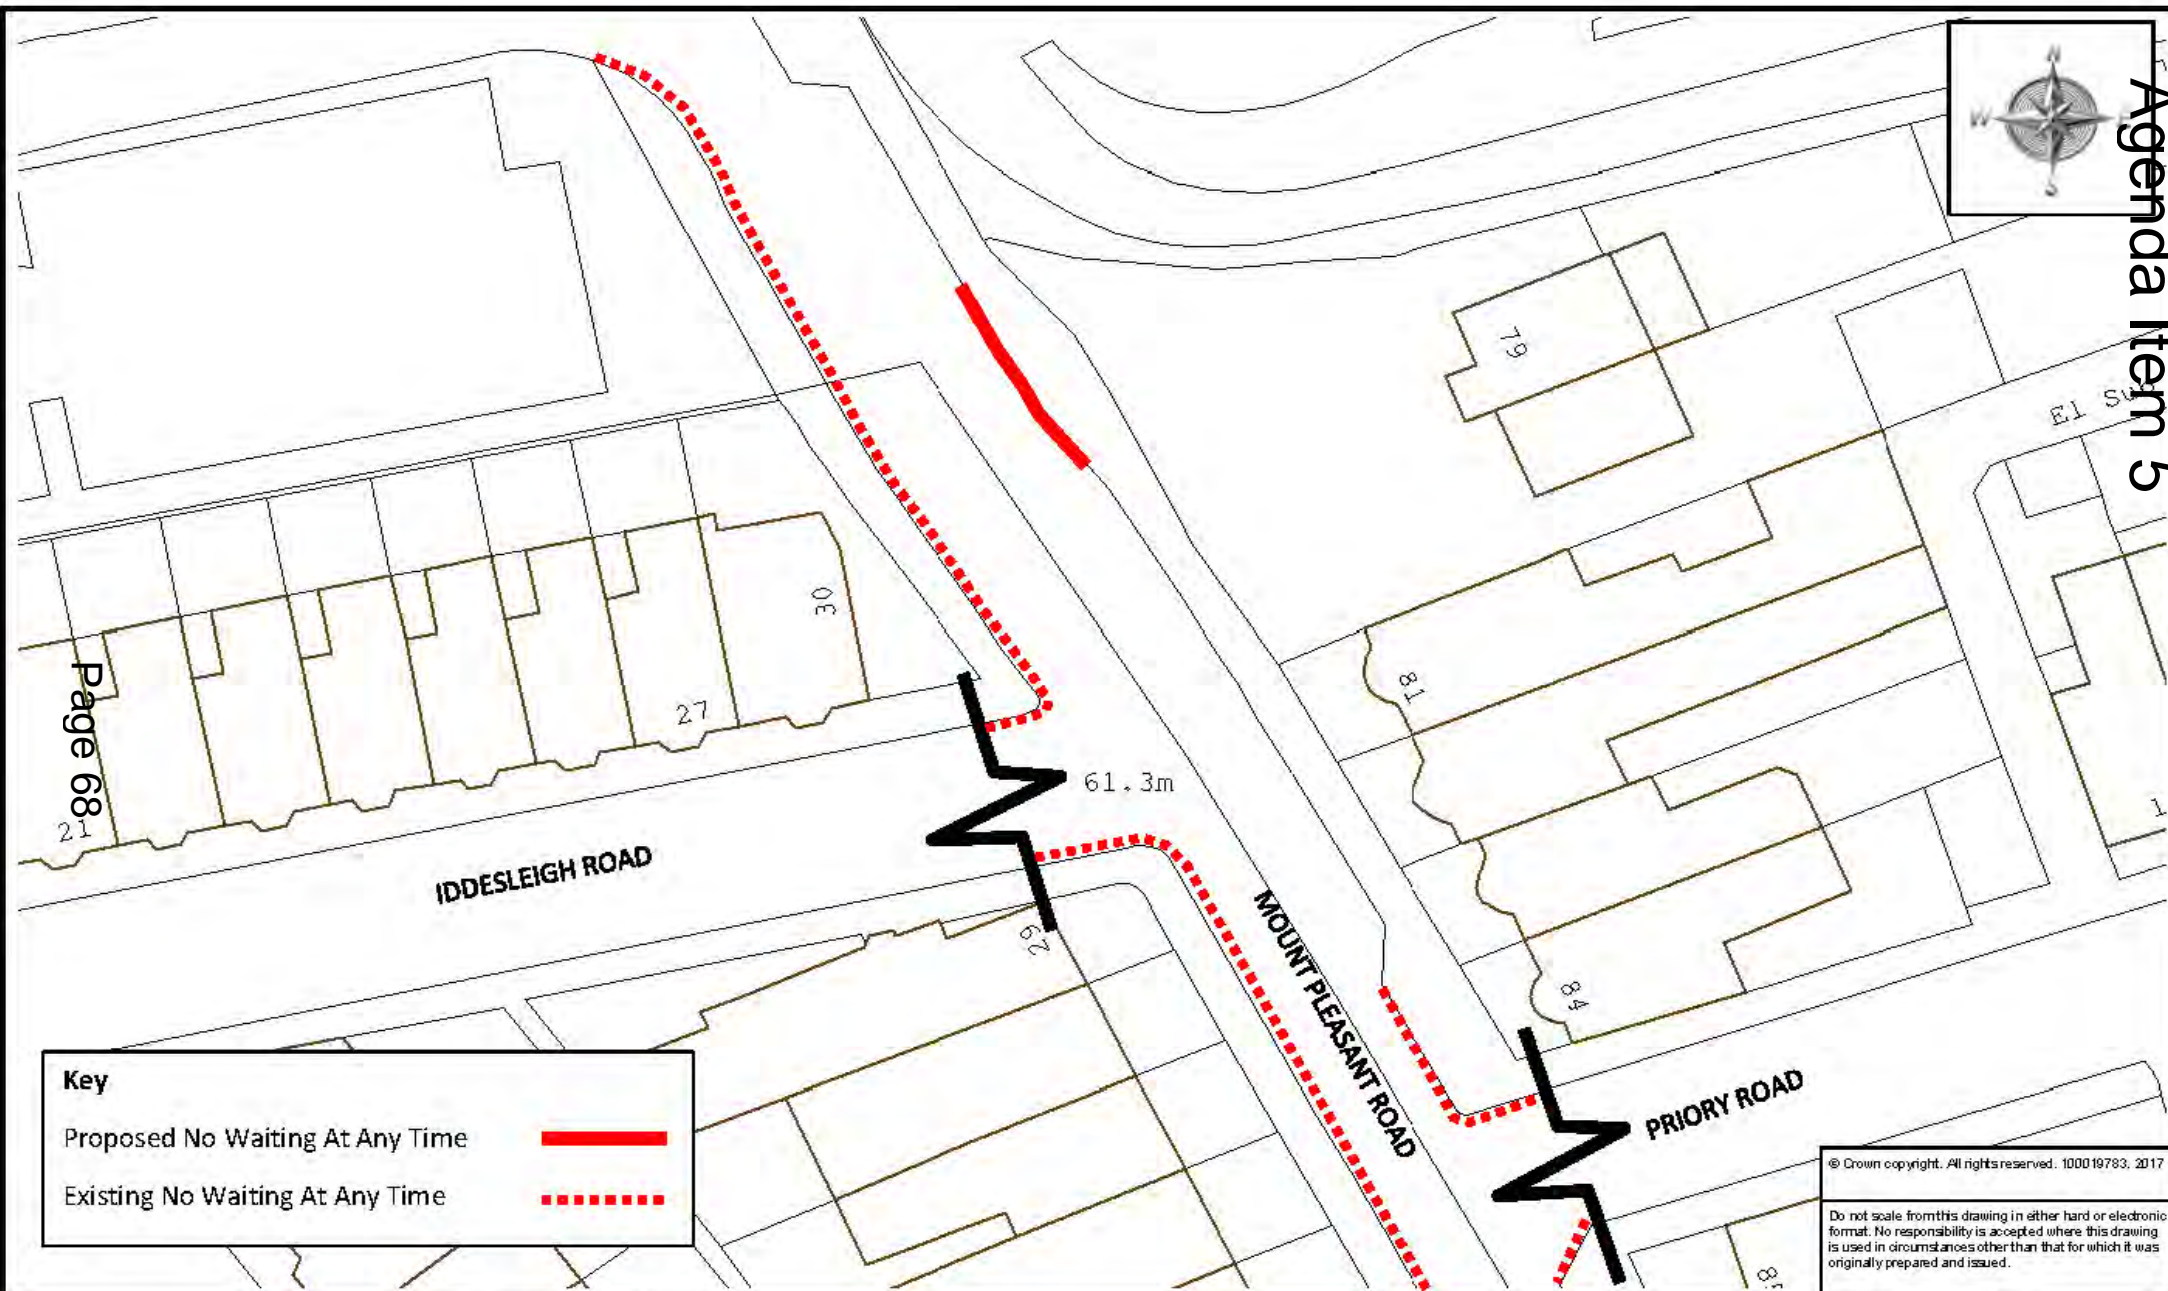 Agenda Item 5
N
W
E
S
79
El Sub
30
27
21
Page 68
81
61.3m
IDDESLEIGH ROAD
29
MOUNT PLEASANT ROAD
84
PRIORY ROAD
Key
Proposed No Waiting At Any Time
Existing No Waiting At Any Time
© Crown copyright. All rights reserved. 100019783, 2017
Do not scale from this drawing in either hard or electronic
format. No responsibility is accepted where this drawing
is used in circumstances other than that for which it was
originally prepared and issued.